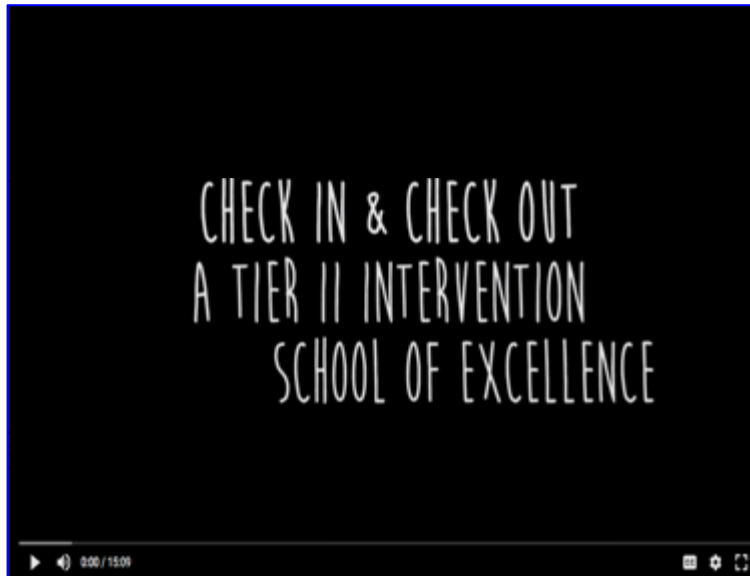 CHECK IN & CHECK OUT
A TIER II INTERVENTION
SCHOOL OF EXCELLENCE
0:00 / 15:09